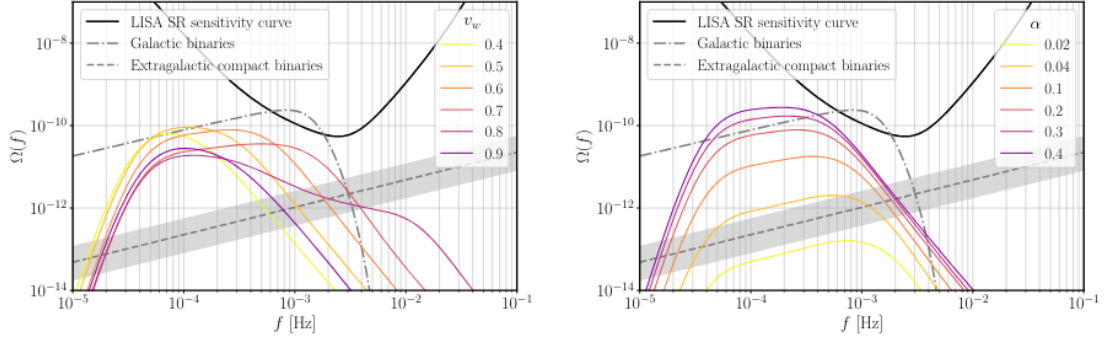 LISA SR sensitivity curve
Galactic binaries
Extragalactic compact binaries
v_w
0.4
0.5
0.6
0.7
0.8
0.9
10⁻⁸
10⁻¹⁰
10⁻¹²
10⁻¹⁴
Ω(f)
10⁻⁵ 10⁻⁴ 10⁻³ 10⁻² 10⁻¹
f [Hz]
LISA SR sensitivity curve
Galactic binaries
Extragalactic compact binaries
α
0.02
0.04
0.1
0.2
0.3
0.4
10⁻⁸
10⁻¹⁰
10⁻¹²
10⁻¹⁴
Ω(f)
10⁻⁵ 10⁻⁴ 10⁻³ 10⁻² 10⁻¹
f [Hz]